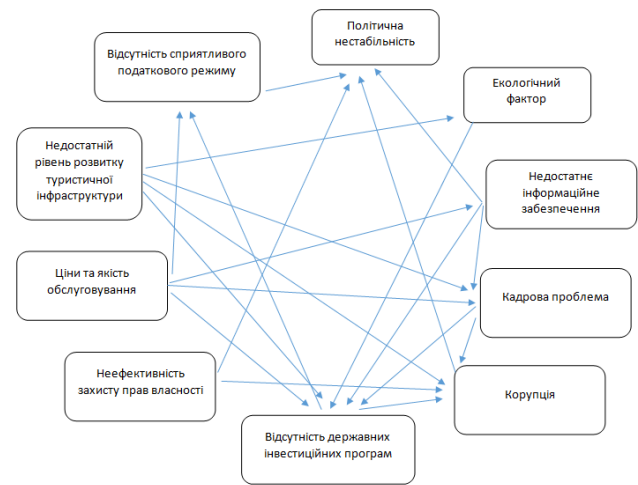 Політична
нестабільність
Відсутність сприятливого
податкового режиму
Екологічний
фактор
Недостатній
рівень розвитку
туристичної
інфраструктури
Недостатнє
інформаційне
забезпечення
Ціни та якість
обслуговування
Кадрова проблема
Неефективність
захисту прав власності
Корупція
Відсутність державних
інвестиційних програм